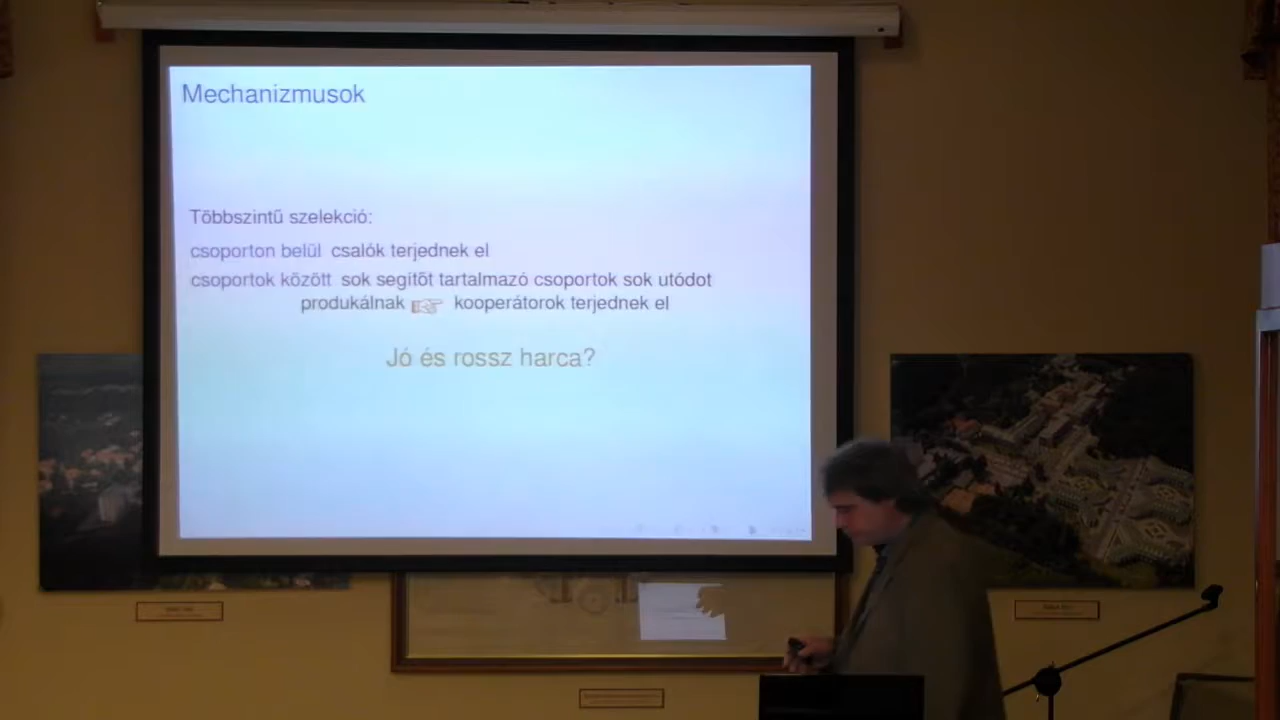 Mechanizmusok
Többszintű szelekció:
csoporton belül csalók terjednek el
csoportok között sok segítőt tartalmazó csoportok sok utódot
produkálnak ☞ kooperátorok terjednek el
Jó és rossz harca?